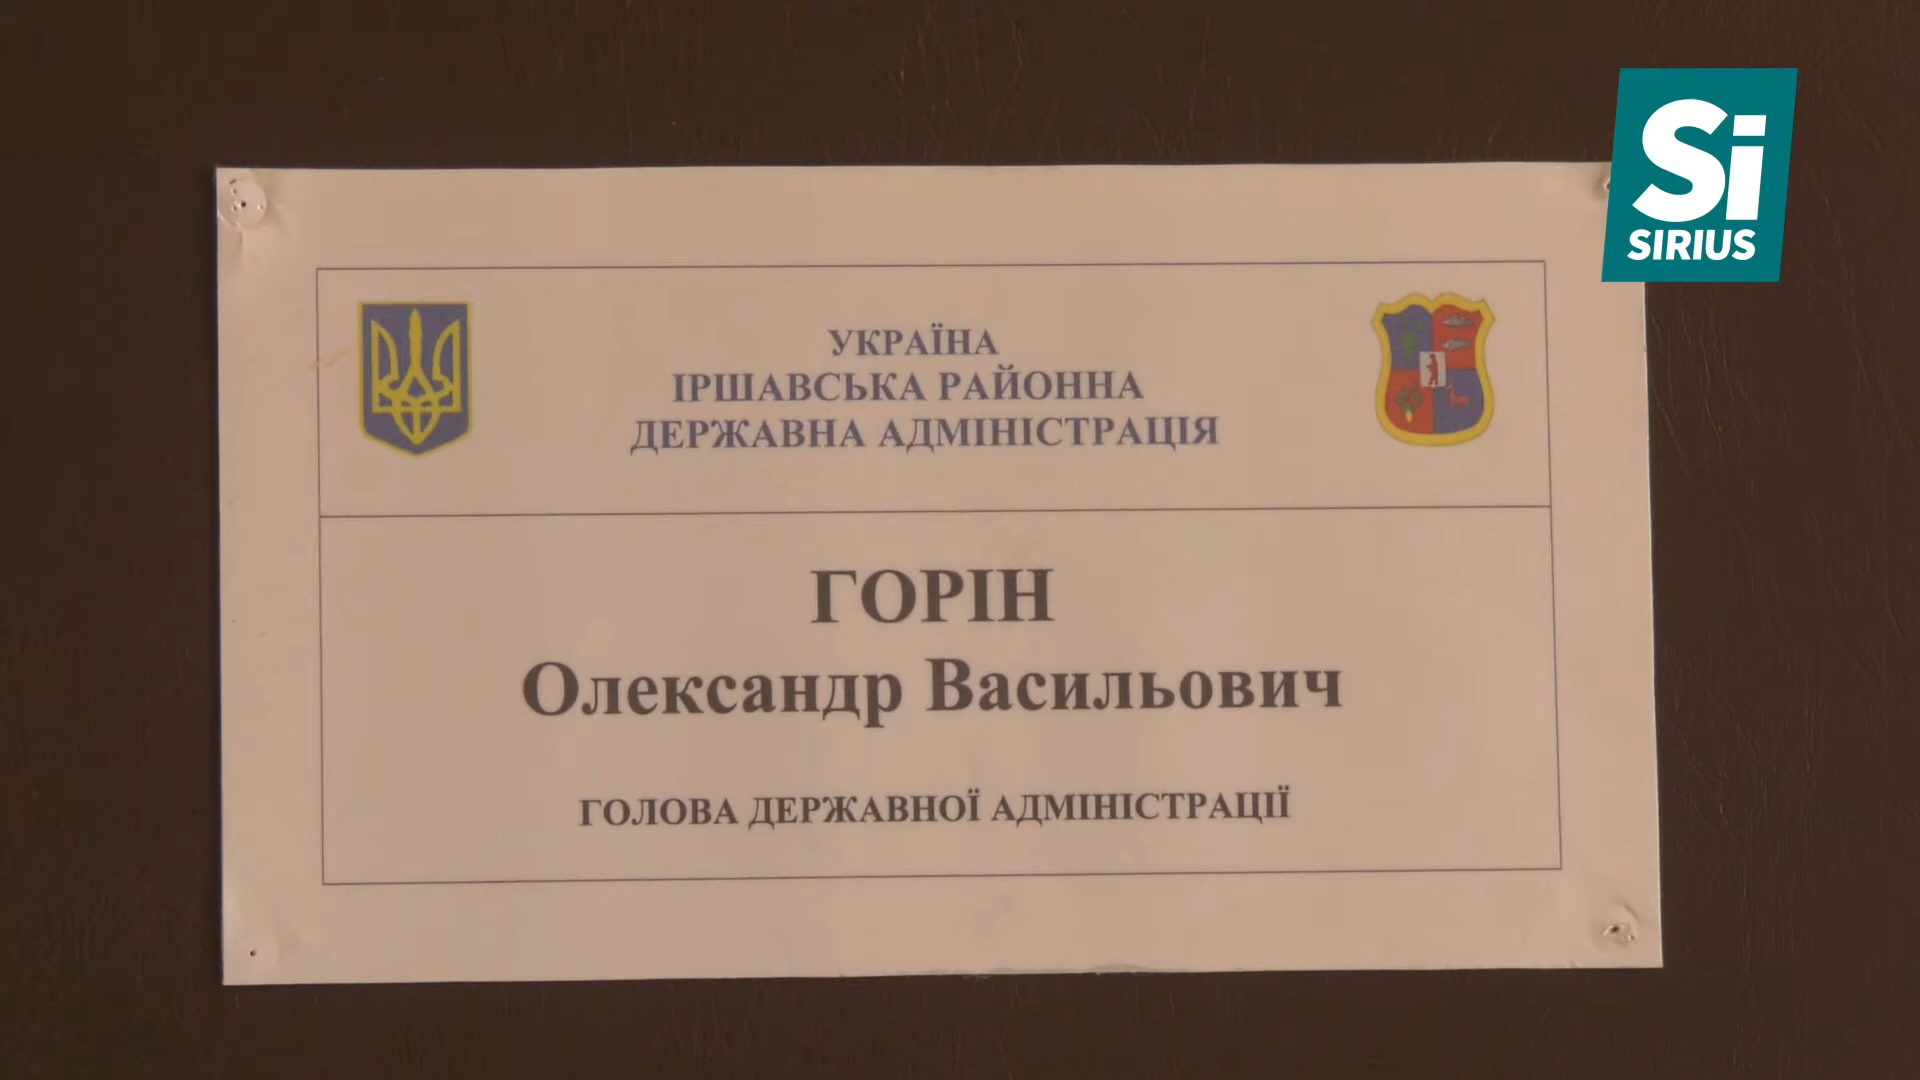 Si
SIRIUS
УКРАЇНА
ІРШАВСЬКА РАЙОННА
ДЕРЖАВНА АДМІНІСТРАЦІЯ
ГОРІН
Олександр Васильович
ГОЛОВА ДЕРЖАВНОЇ АДМІНІСТРАЦІЇ